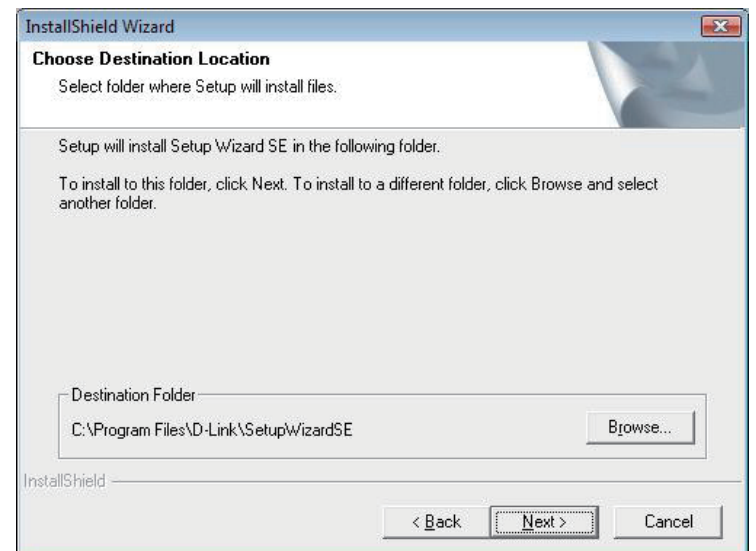 InstallShield Wizard
Choose Destination Location
Select folder where Setup will install files.
Setup will install Setup Wizard SE in the following folder.
To install to this folder, click Next. To install to a different folder, click Browse and select
another folder.
Destination Folder
C:\Program Files\D-Link\SetupWizardSE
Browse...
InstallShield
< Back
Next >
Cancel